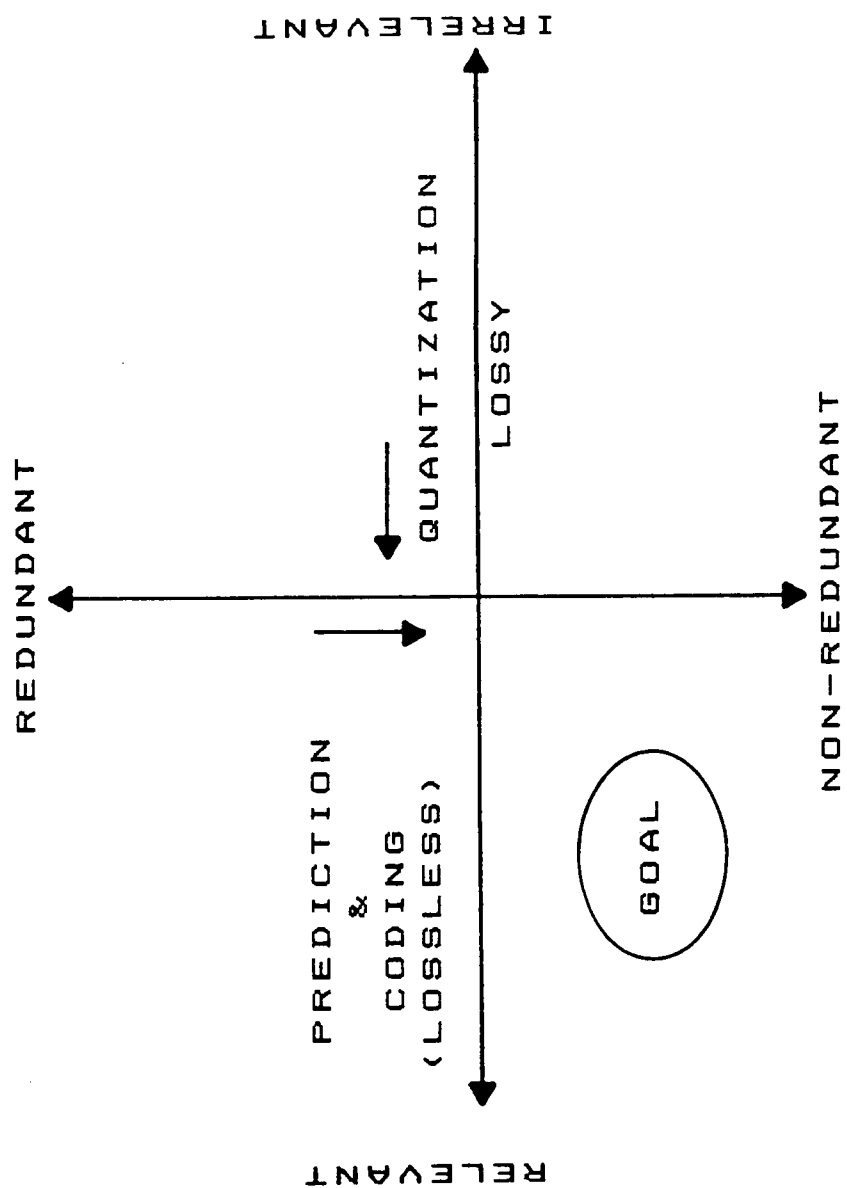 REDUNDANT
PREDICTION
&
CODING
(LOSSLESS)
QUANTIZATION
LOSSY
RELEVANT
IRRELEVANT
GOAL
NON-REDUNDANT